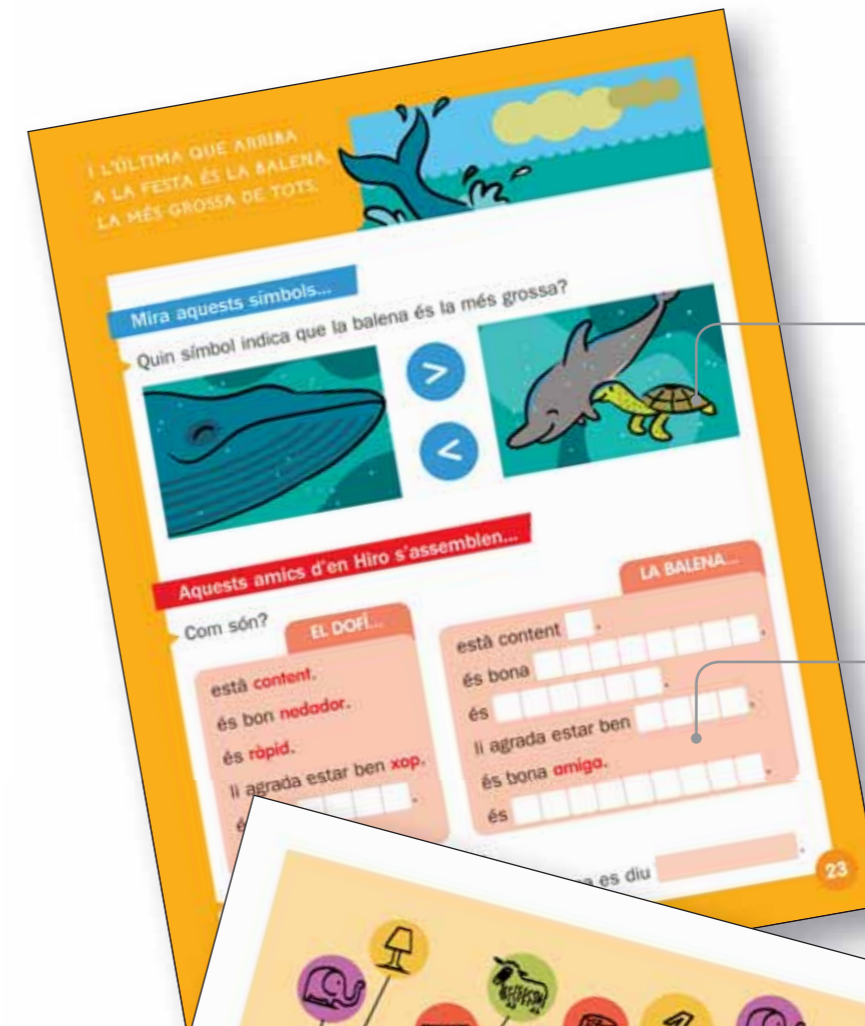 I L'ÚLTIMA QUE ARRIBA
A LA FESTA ÉS LA BALENA,
LA MÉS GROSSA DE TOTS.
Mira aquests símbols...
Quin símbol indica que la balena és la més grossa?
>
<
Aquests amics d'en Hiro s'assemblen...
Com són?
EL DOFÍ...
està content.
és bon nedador.
és ràpid.
li agrada estar ben xop.
LA BALENA...
està content .
és bona .
és .
li agrada estar ben .
és bona amiga.
és .
es diu .
23